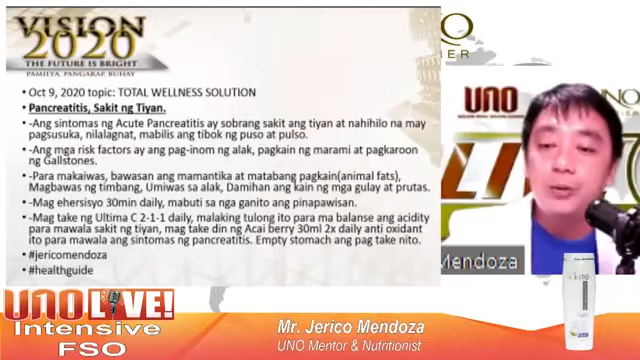 VISION
2020
THE FUTURE IS BRIGHT
PAMILYA, PANGARAP, BUHAY
• Oct 9, 2020 topic: TOTAL WELLNESS SOLUTION
• Pancreatitis, Sakit ng Tiyan.
• -Ang sintomas ng Acute Pancreatitis ay sobrang sakit ang tiyan at nahihilo na may
pagsusuka, nilalagnat, mabilis ang tibok ng puso at pulso.
• -Ang mga risk factors ay ang pag-inom ng alak, pagkain ng marami at pagkaroon
ng Gallstones.
• -Para makaiwas, bawasan ang mamantika at matabang pagkain(animal fats),
Magbawas ng timbang, Umiwas sa alak, Damihan ang kain ng mga gulay at prutas.
• -Mag ehersisyo 30min daily, mabuti sa nga ganito ang pinapawisan.
• -Mag take ng Ultima C 2-1-1 daily, malaking tulong ito para ma balanse ang acidity
para mawala sakit ng tiyan, mag take din ng Acai berry 30ml 2x daily anti oxidant
ito para mawala ang sintomas ng pancreatitis. Empty stomach ang pag take nito.
• #jericomendoza
• #healthguide
UNO
Mendoza
UNO LIVE!
Intensive
FSO
Mr. Jerico Mendoza
UNO Mentor & Nutritionist